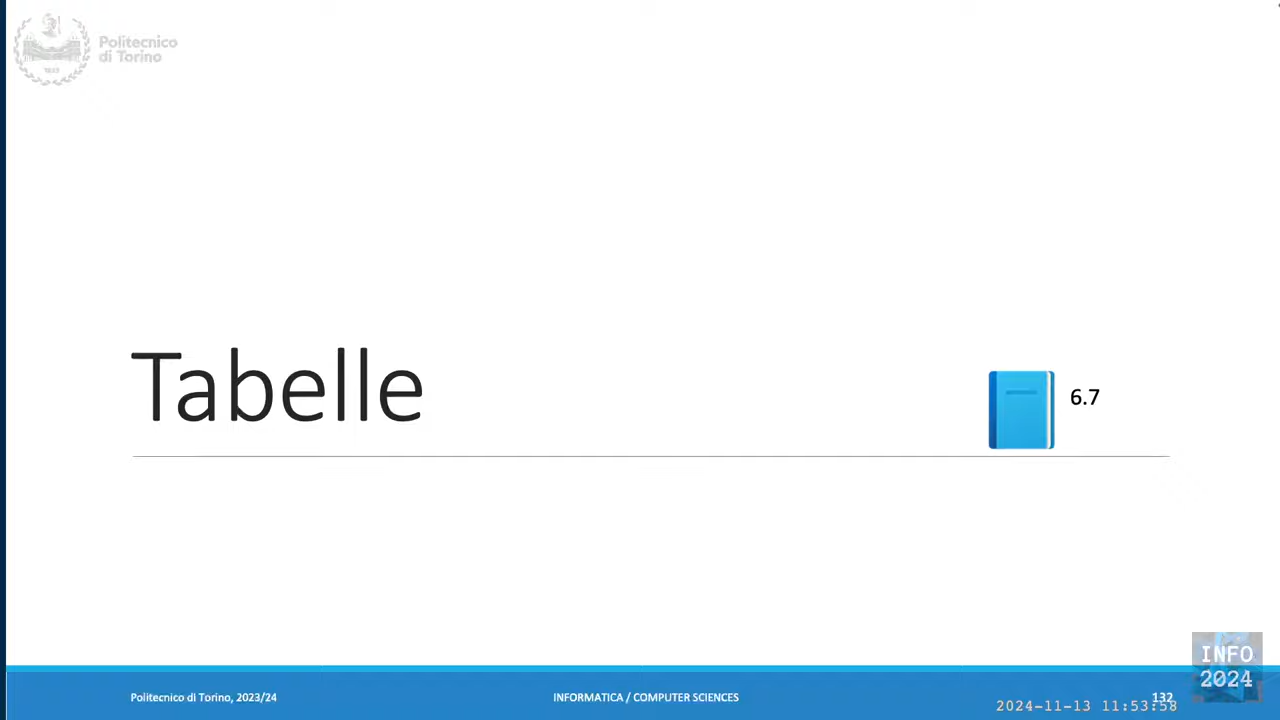 Politecnico
di Torino
1859
Tabelle
6.7
INFO
2024
Politecnico di Torino, 2023/24
INFORMATICA / COMPUTER SCIENCES
132
2024-11-13 11:53:58